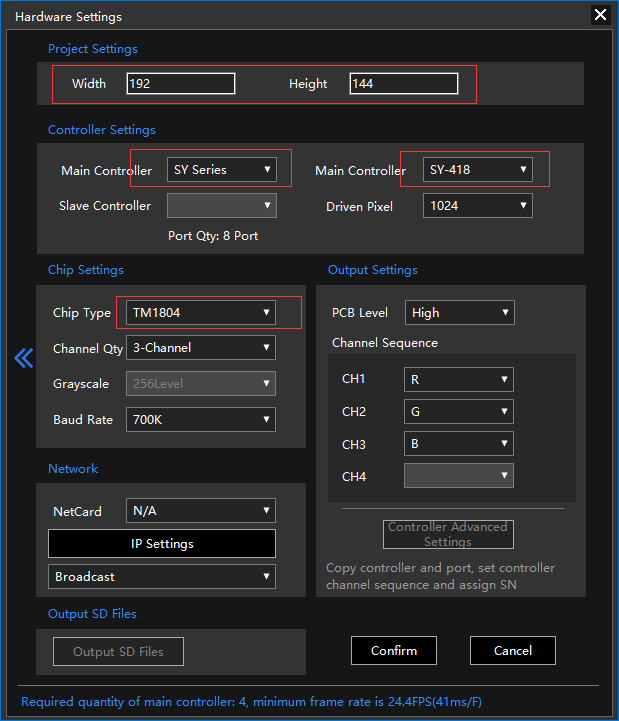 Hardware Settings
Project Settings
Width 192 Height 144
Controller Settings
Main Controller SY Series Main Controller SY-418
Slave Controller Driven Pixel 1024
Port Qty: 8 Port
Chip Settings Output Settings
Chip Type TM1804 PCB Level High
Channel Qty 3-Channel Channel Sequence
Grayscale 256Level CH1 R
Baud Rate 700K CH2 G
CH3 B
Network CH4
NetCard N/A
IP Settings Controller Advanced
Settings
Broadcast Copy controller and port, set controller
channel sequence and assign SN
Output SD Files
Output SD Files Confirm Cancel
Required quantity of main controller: 4, minimum frame rate is 24.4FPS(41ms/F)